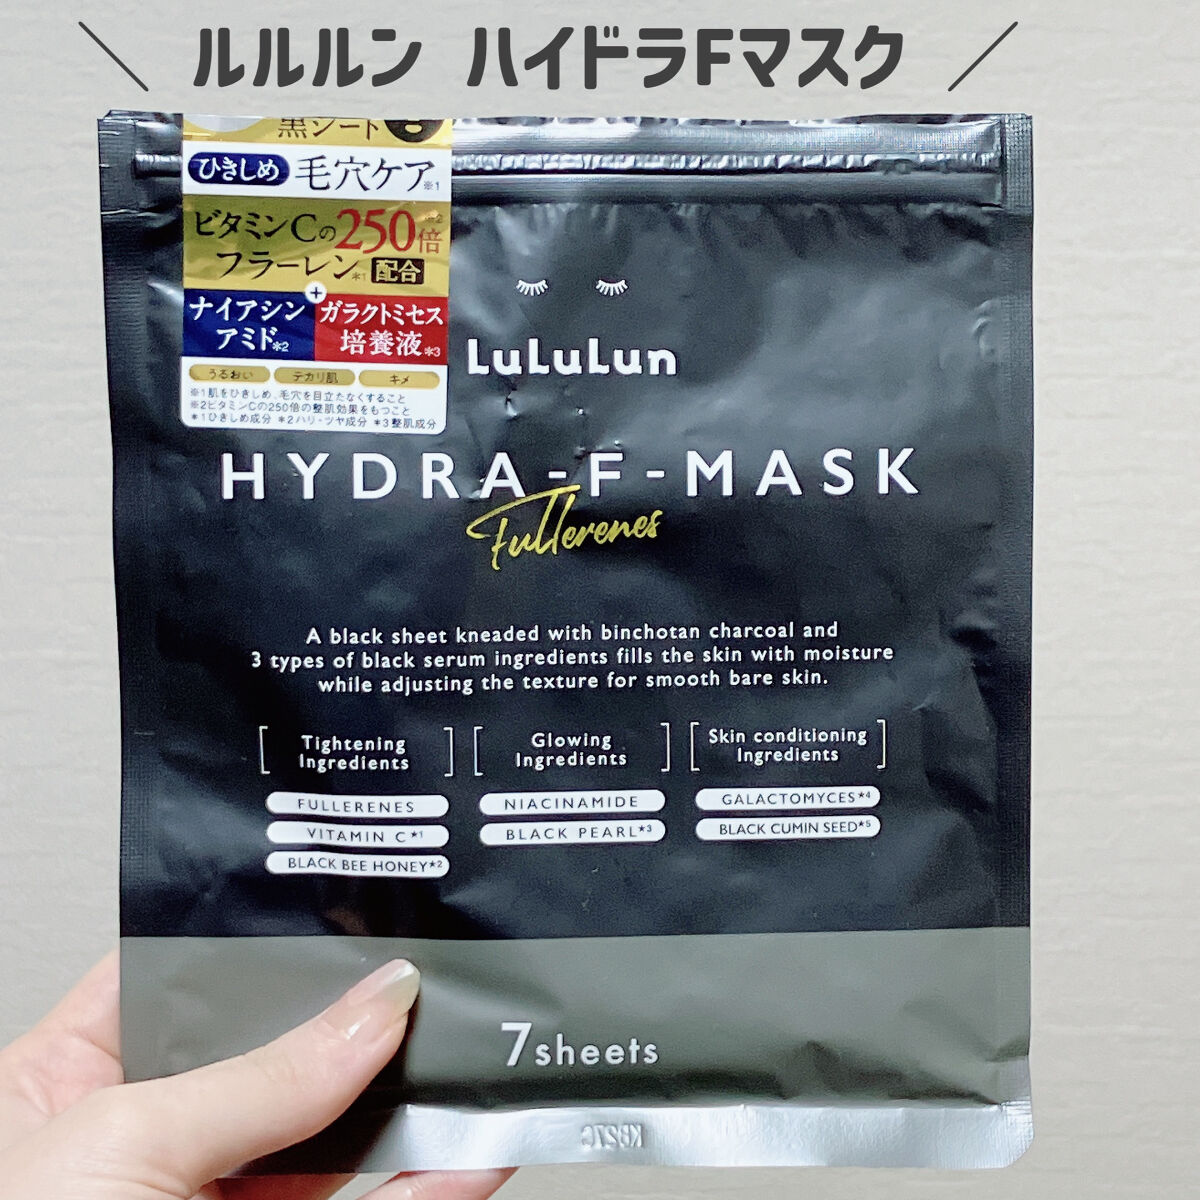 ルルルン ハイドラFマスク
黒シート
ひきしめ 毛穴ケア※1
ビタミンCの250倍※2
フラーレン*1 配合
+
ナイアシンアミド*2
ガラクトミセス培養液*3
うるおい テカリ肌 キメ
※1肌をひきしめ、毛穴を目立たなくすること
※2ビタミンCの250倍の整肌効果をもつこと
*1ひきしめ成分 *2ハリ・ツヤ成分 *3整肌成分
LuLuLun
HYDRA-F-MASK
Fullerenes
A black sheet kneaded with binchotan charcoal and
3 types of black serum ingredients fills the skin with moisture
while adjusting the texture for smooth bare skin.
Tightening
Ingredients
FULLERENES
VITAMIN C*1
BLACK BEE HONEY*2
Glowing
Ingredients
NIACINAMIDE
BLACK PEARL*3
Skin conditioning
Ingredients
GALACTOMYCES*4
BLACK CUMIN SEED*5
7sheets